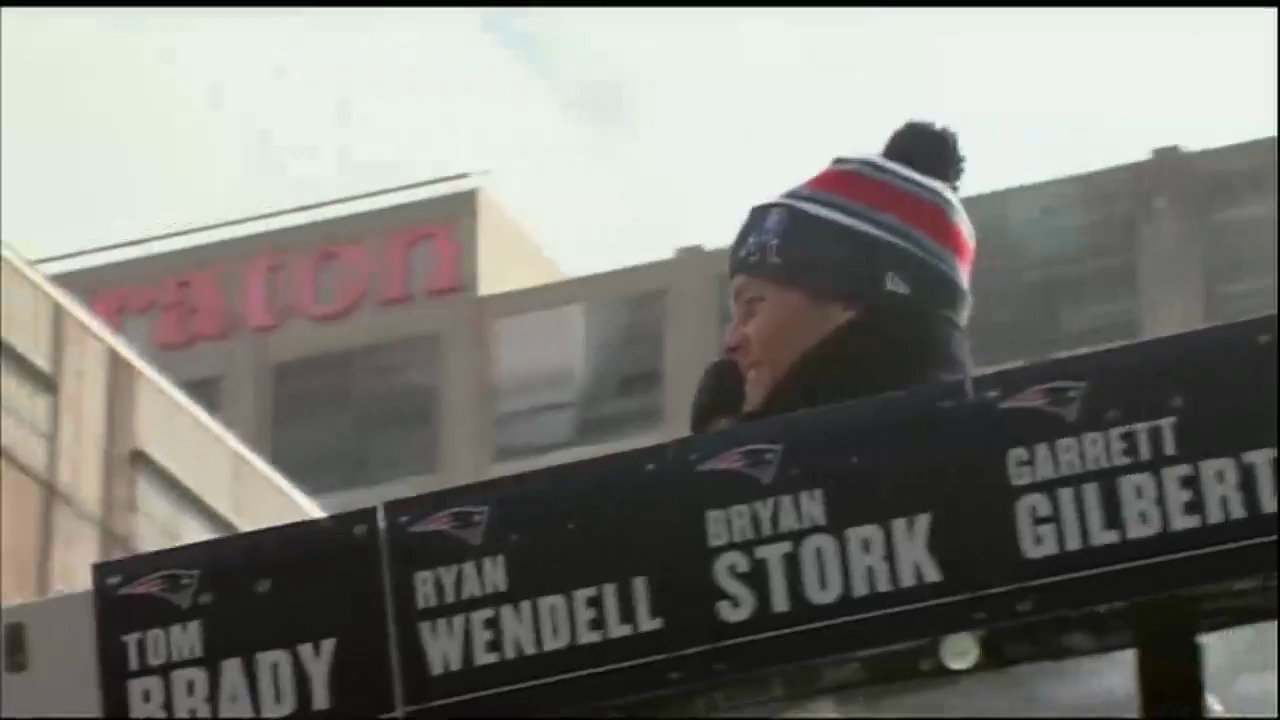 raton
TOM
BRADY
RYAN
WENDELL
BRYAN
STORK
GARRETT
GILBERT